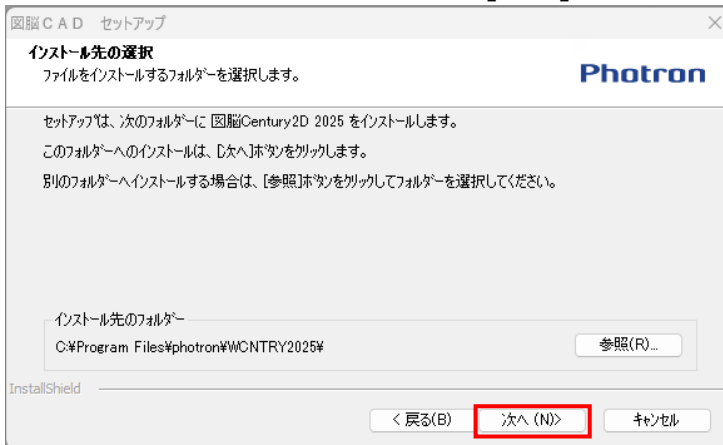 図脳CAD セットアップ
インストール先の選択
ファイルをインストールするフォルダーを選択します。
Photron
セットアップは、次のフォルダーに 図脳Century2D 2025 をインストールします。
このフォルダーへのインストールは、[次へ]ボタンをクリックします。
別のフォルダーへインストールする場合は、[参照]ボタンをクリックしてフォルダーを選択してください。
インストール先のフォルダー
C:¥Program Files¥photron¥WCNTRY2025¥
参照(R)...
InstallShield
< 戻る(B)
次へ (N)>
キャンセル